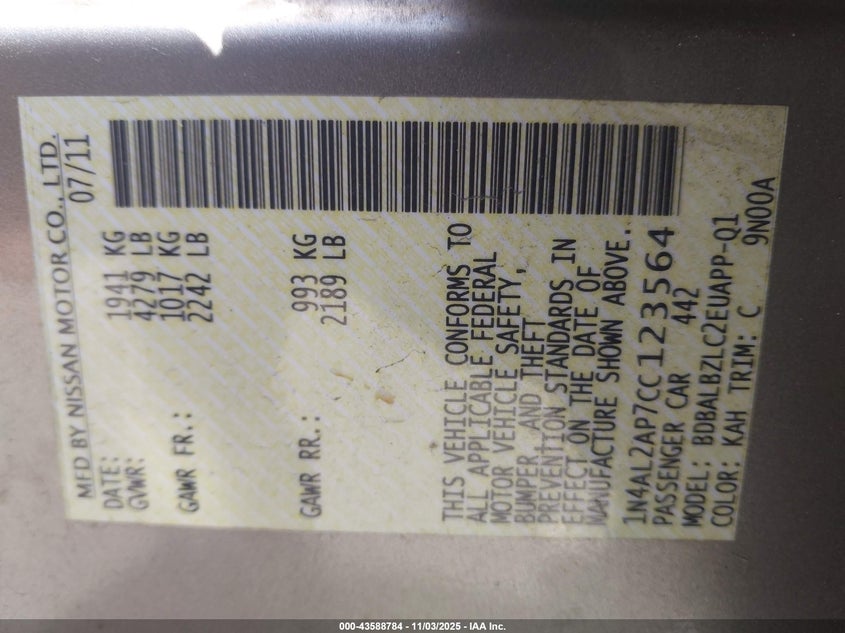 MFD BY NISSAN MOTOR CO., LTD.
DATE: 07/11
GVWR: 1941 KG
4279 LB
GAWR FR.: 1017 KG
2242 LB
GAWR RR.: 993 KG
2189 LB
THIS VEHICLE CONFORMS TO
ALL APPLICABLE FEDERAL
MOTOR VEHICLE SAFETY,
BUMPER AND THEFT
PREVENTION STANDARDS IN
EFFECT ON THE DATE OF
MANUFACTURE SHOWN ABOVE.
1N4AL2AP7CC123564
PASSENGER CAR 442
MODEL: BDBALBZLC2EUAPP-Q1
COLOR: KAH TRIM: C 9N00A
000-43588784 - 11/03/2025 - IAA Inc.